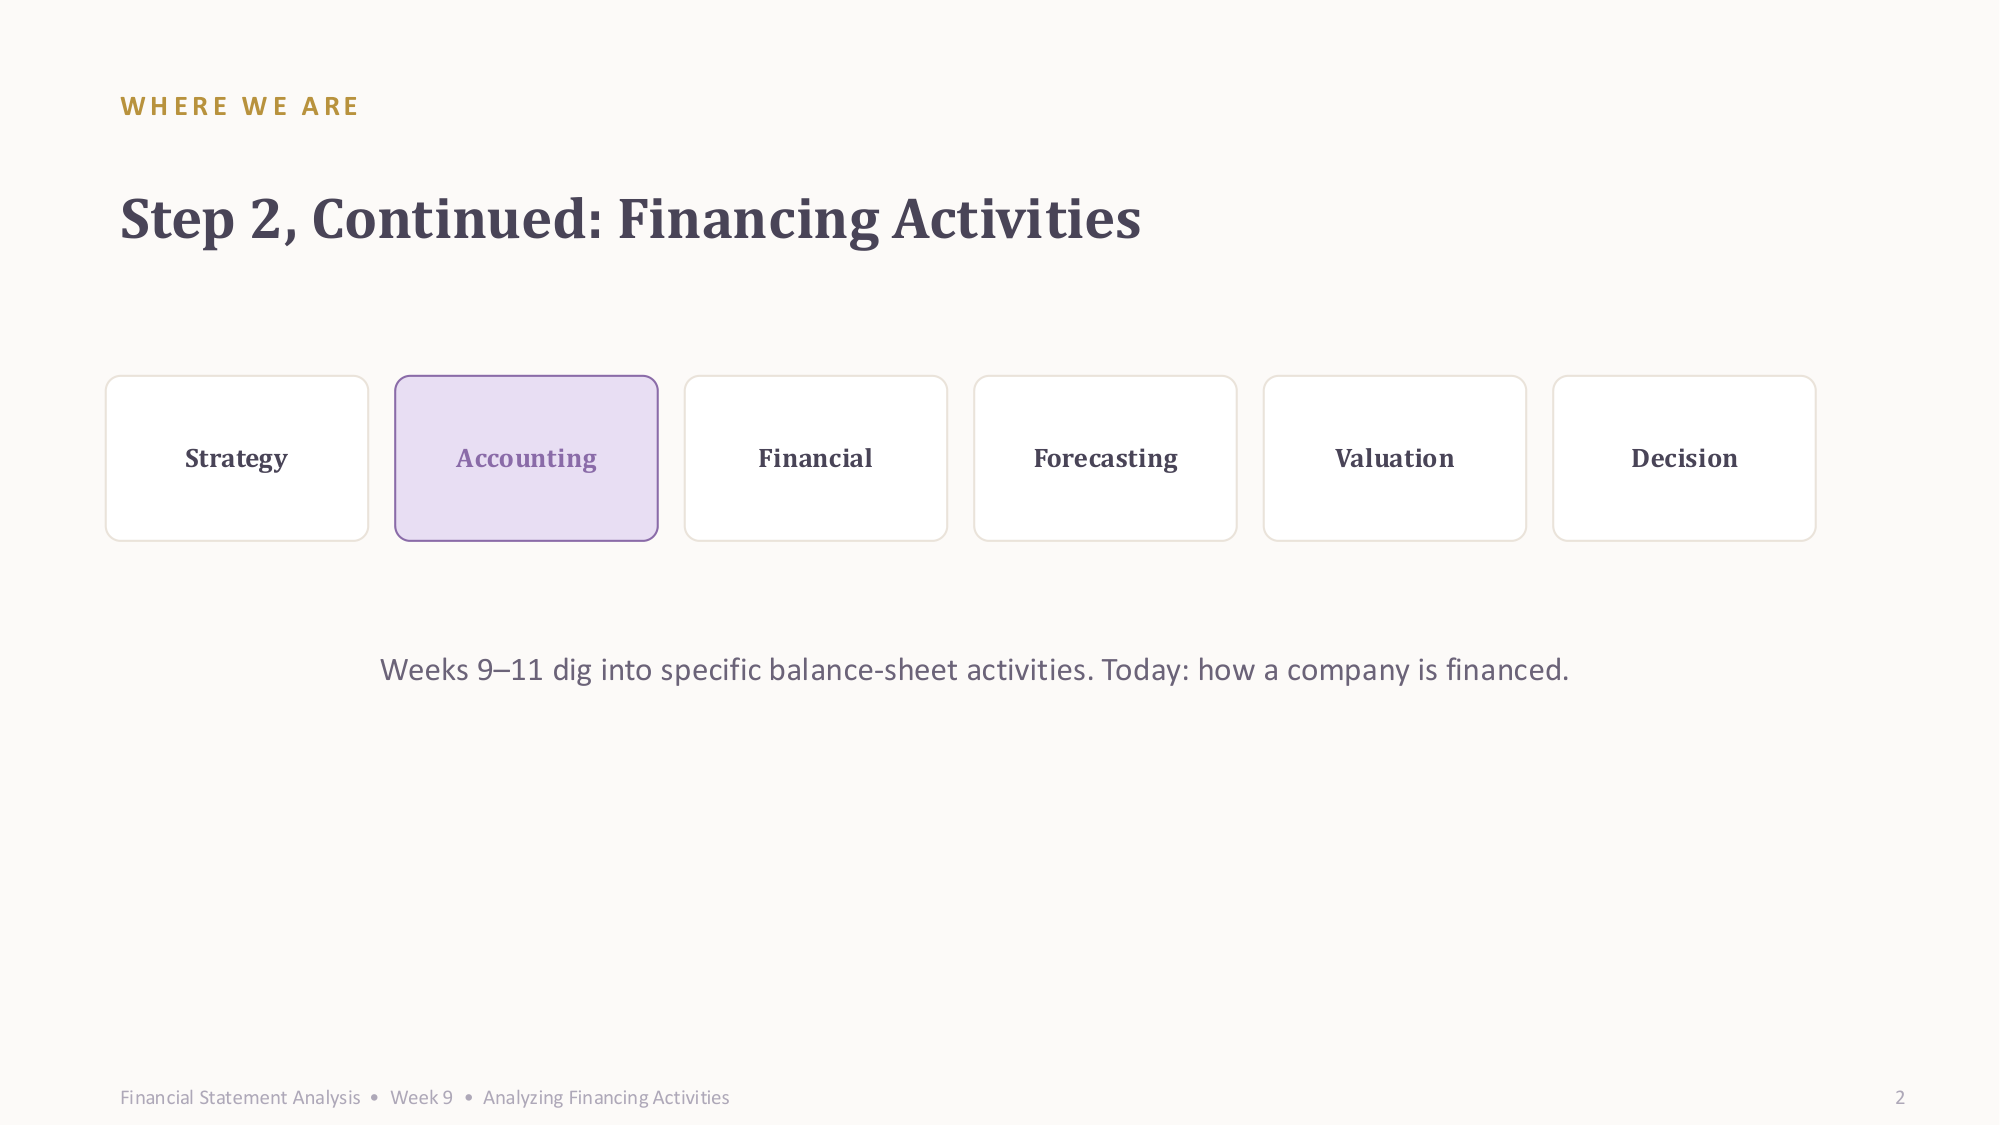 WHERE WE ARE
Step 2, Continued: Financing Activities
Strategy
Accounting
Financial
Forecasting
Valuation
Decision
Weeks 9–11 dig into specific balance-sheet activities. Today: how a company is financed.
Financial Statement Analysis • Week 9 • Analyzing Financing Activities
2